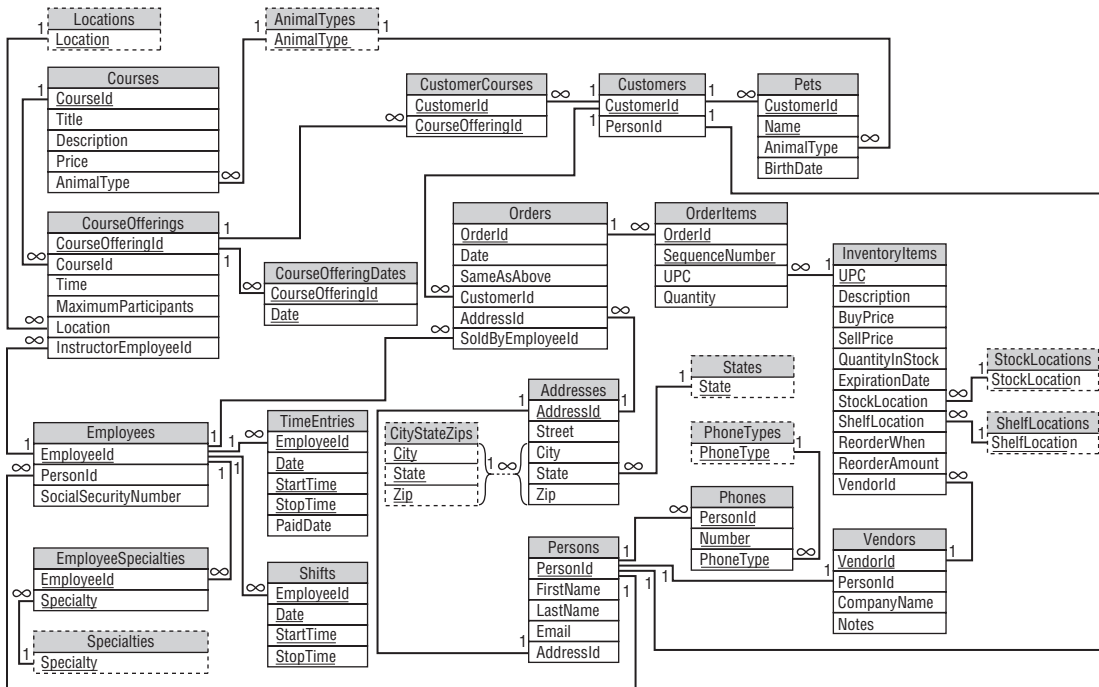 Locations
Location
AnimalTypes
AnimalType
Courses
CourseId
Title
Description
Price
AnimalType
CustomerCourses
CustomerId
CourseOfferingId
Customers
CustomerId
PersonId
Pets
CustomerId
Name
AnimalType
BirthDate
CourseOfferings
CourseOfferingId
CourseId
Time
MaximumParticipants
Location
InstructorEmployeeId
CourseOfferingDates
CourseOfferingId
Date
Orders
OrderId
Date
SameAsAbove
CustomerId
AddressId
SoldByEmployeeId
OrderItems
OrderId
SequenceNumber
UPC
Quantity
InventoryItems
UPC
Description
BuyPrice
SellPrice
QuantityInStock
ExpirationDate
StockLocation
ShelfLocation
ReorderWhen
ReorderAmount
VendorId
StockLocations
StockLocation
ShelfLocations
ShelfLocation
States
State
Addresses
AddressId
Street
City
State
Zip
CityStateZips
City
State
Zip
PhoneTypes
PhoneType
Employees
EmployeeId
PersonId
SocialSecurityNumber
TimeEntries
EmployeeId
Date
StartTime
StopTime
PaidDate
Phones
PersonId
Number
PhoneType
Vendors
VendorId
PersonId
CompanyName
Notes
Persons
PersonId
FirstName
LastName
Email
AddressId
EmployeeSpecialties
EmployeeId
Specialty
Shifts
EmployeeId
Date
StartTime
StopTime
Specialties
Specialty